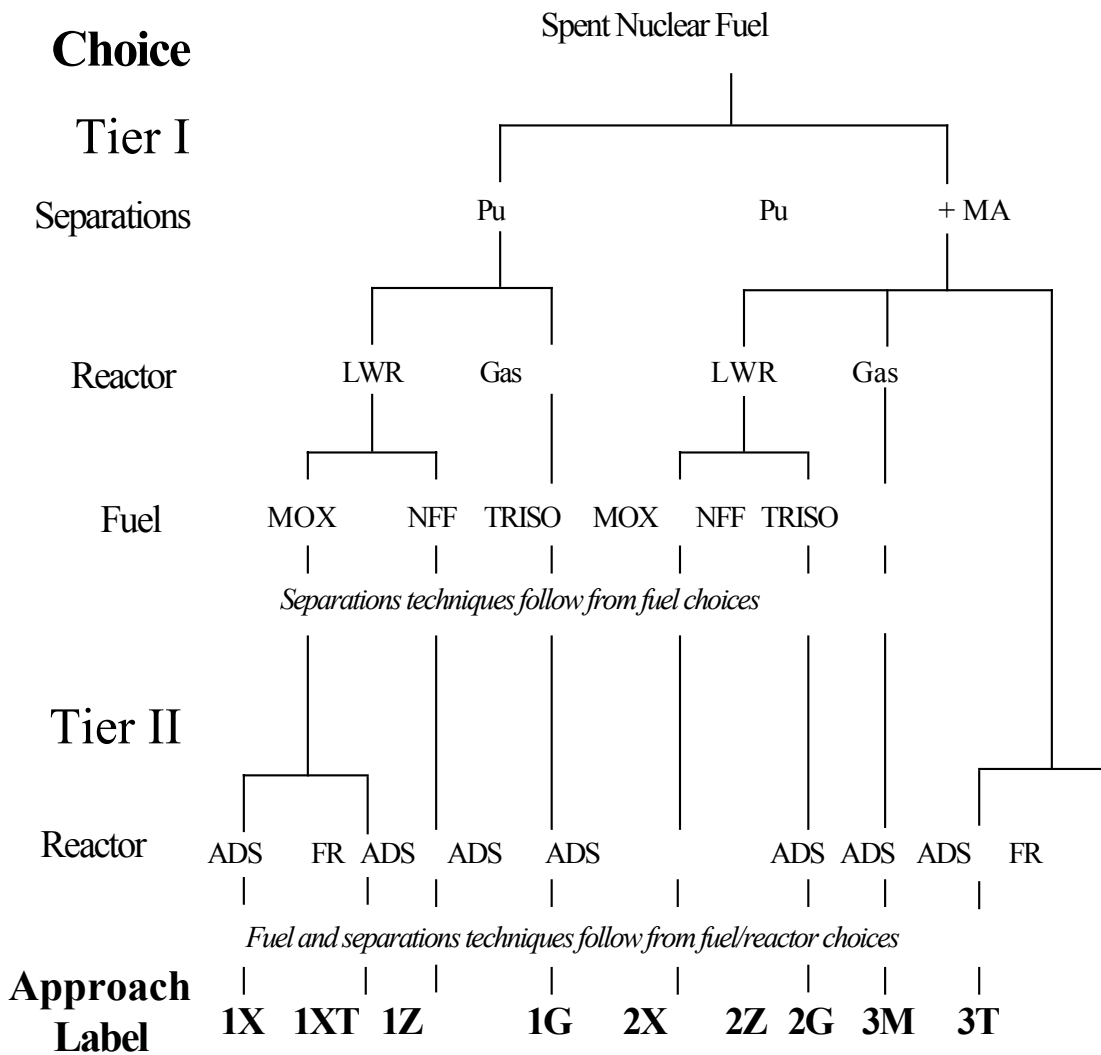 Choice
Spent Nuclear Fuel
Tier I
Separations Pu Pu + MA
Reactor LWR Gas LWR Gas
Fuel MOX NFF TRISO MOX NFF TRISO
Separations techniques follow from fuel choices
Tier II
Reactor ADS FR ADS ADS ADS ADS ADS ADS FR
Fuel and separations techniques follow from fuel/reactor choices
Approach
Label
1X 1XT 1Z 1G 2X 2Z 2G 3M 3T